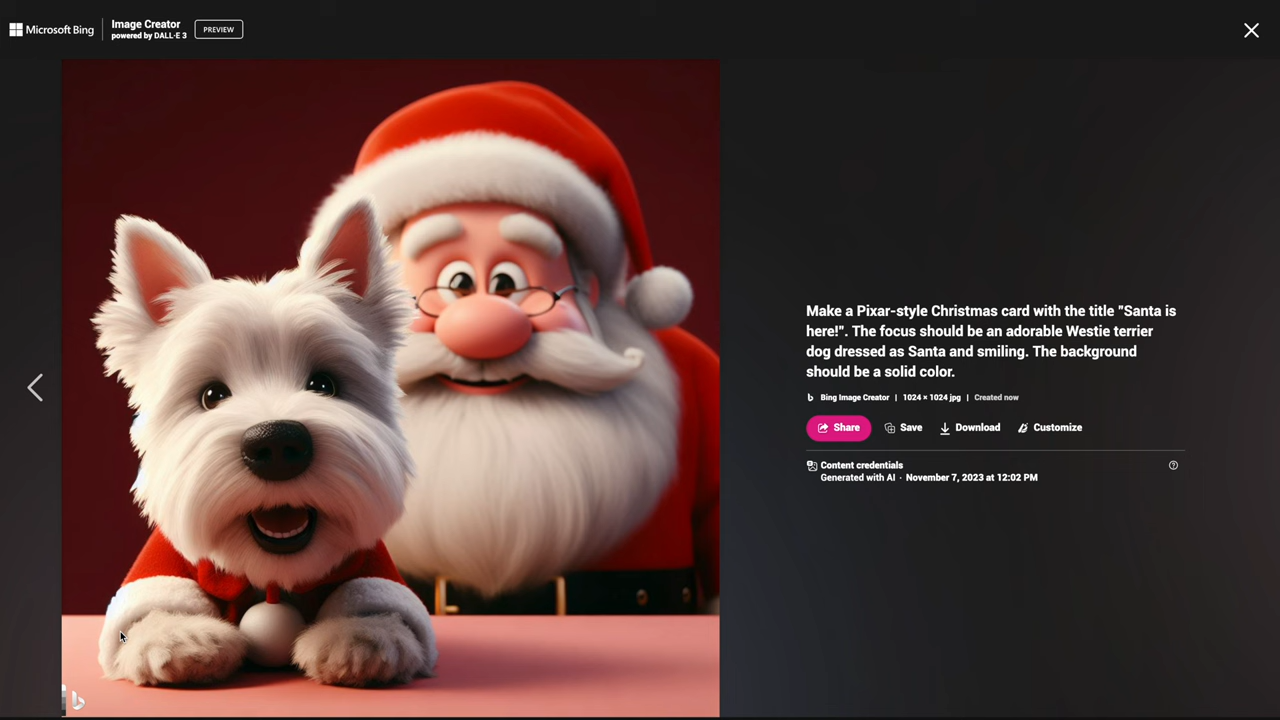 Microsoft Bing
Image Creator
powered by DALL·E 3
PREVIEW
Make a Pixar-style Christmas card with the title "Santa is
here!". The focus should be an adorable Westie terrier
dog dressed as Santa and smiling. The background
should be a solid color.
Bing Image Creator | 1024 × 1024 jpg | Created now
Share Save Download Customize
Content credentials
Generated with AI · November 7, 2023 at 12:02 PM